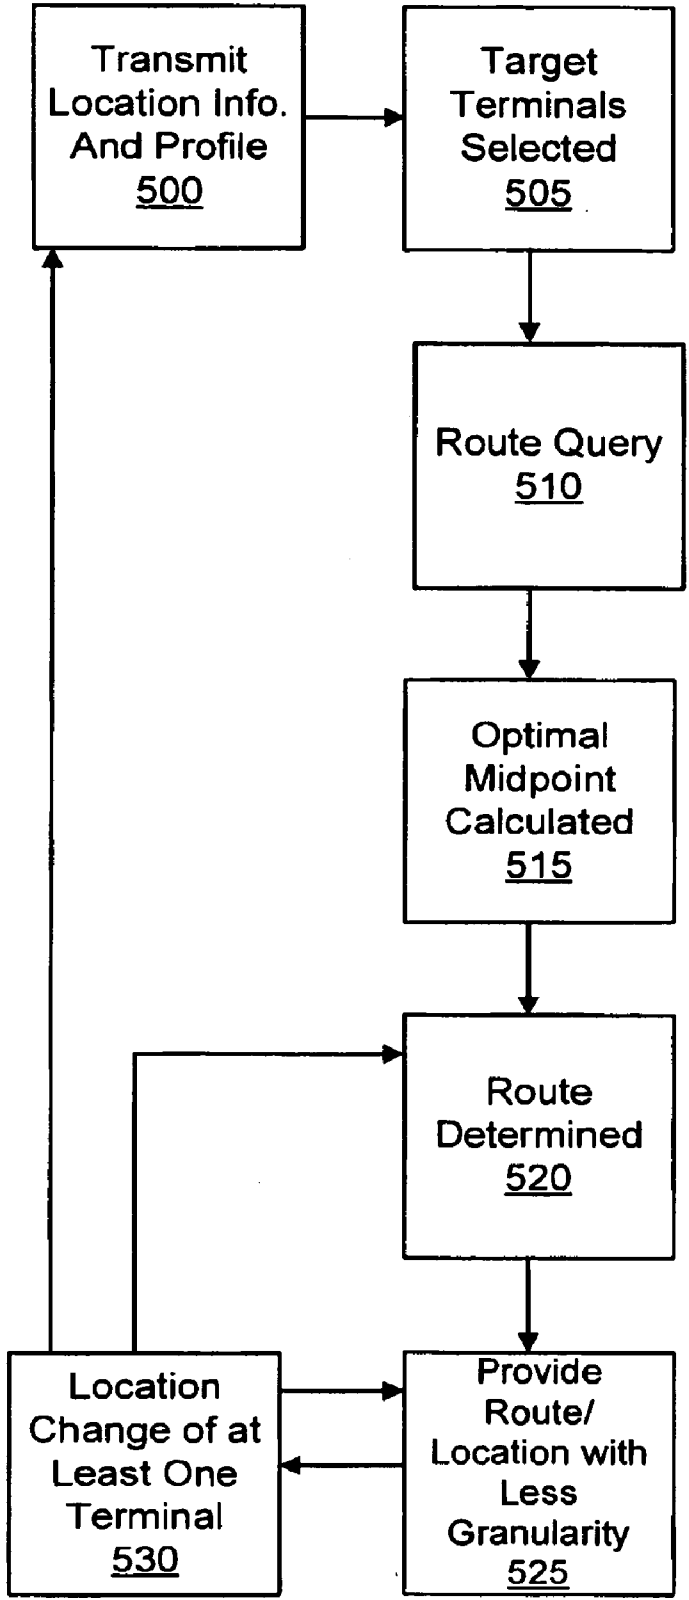 Transmit
Location Info.
And Profile
500
Target
Terminals
Selected
505
Route Query
510
Optimal
Midpoint
Calculated
515
Route
Determined
520
Location
Change of at
Least One
Terminal
530
Provide
Route/
Location with
Less
Granularity
525